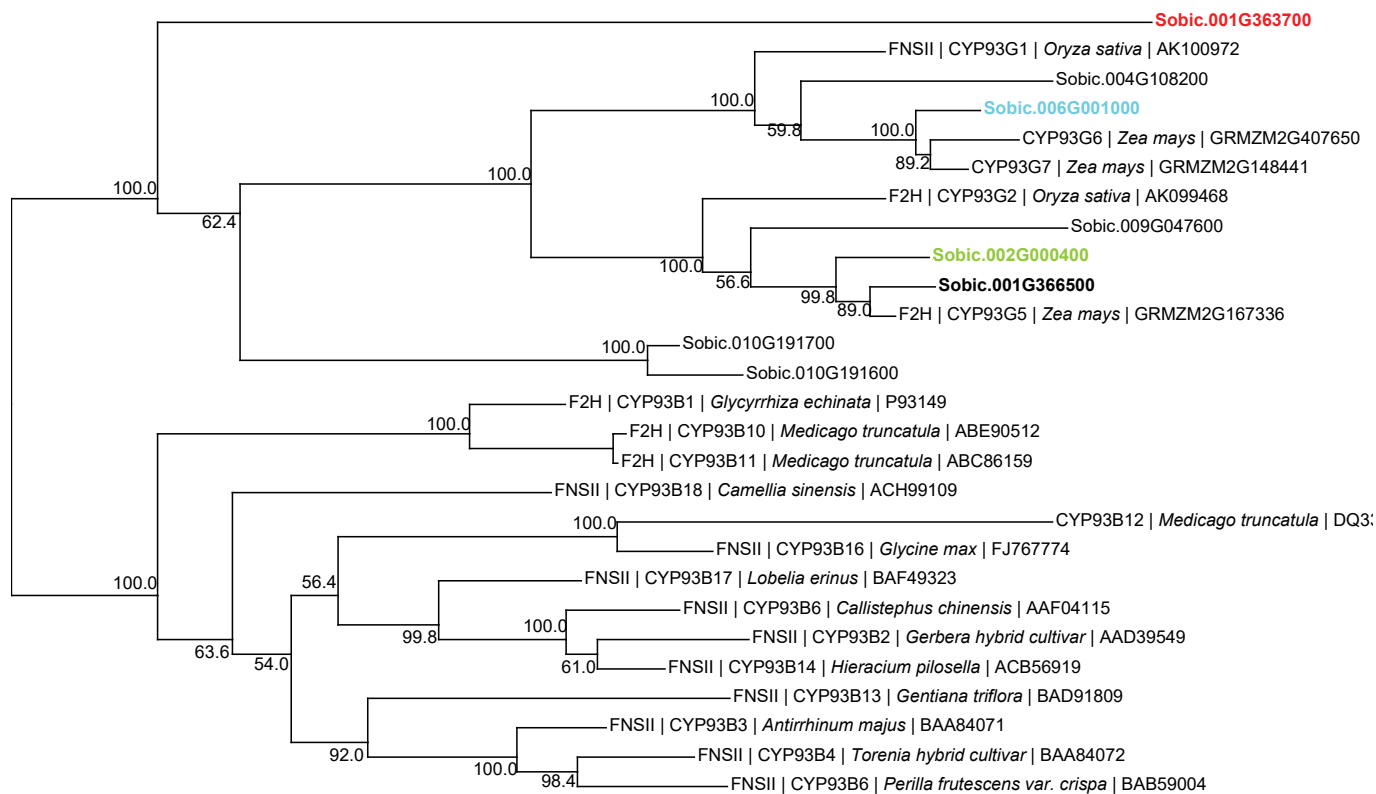 Sobic.001G363700
FNSII | CYP93G1 | Oryza sativa | AK100972
Sobic.004G108200
100.0
Sobic.006G001000
59.8
100.0
CYP93G6 | Zea mays | GRMZM2G407650
89.2
CYP93G7 | Zea mays | GRMZM2G148441
100.0
100.0
F2H | CYP93G2 | Oryza sativa | AK099468
62.4
Sobic.009G047600
Sobic.002G000400
100.0
56.6
Sobic.001G366500
99.8
89.0
F2H | CYP93G5 | Zea mays | GRMZM2G167336
100.0
Sobic.010G191700
Sobic.010G191600
F2H | CYP93B1 | Glycyrrhiza echinata | P93149
100.0
F2H | CYP93B10 | Medicago truncatula | ABE90512
F2H | CYP93B11 | Medicago truncatula | ABC86159
FNSII | CYP93B18 | Camellia sinensis | ACH99109
100.0
CYP93B12 | Medicago truncatula | DQ33
FNSII | CYP93B16 | Glycine max | FJ767774
100.0
56.4
FNSII | CYP93B17 | Lobelia erinus | BAF49323
FNSII | CYP93B6 | Callistephus chinensis | AAF04115
100.0
99.8
FNSII | CYP93B2 | Gerbera hybrid cultivar | AAD39549
63.6
54.0
61.0
FNSII | CYP93B14 | Hieracium pilosella | ACB56919
FNSII | CYP93B13 | Gentiana triflora | BAD91809
FNSII | CYP93B3 | Antirrhinum majus | BAA84071
92.0
FNSII | CYP93B4 | Torenia hybrid cultivar | BAA84072
100.0
98.4
FNSII | CYP93B6 | Perilla frutescens var. crispa | BAB59004